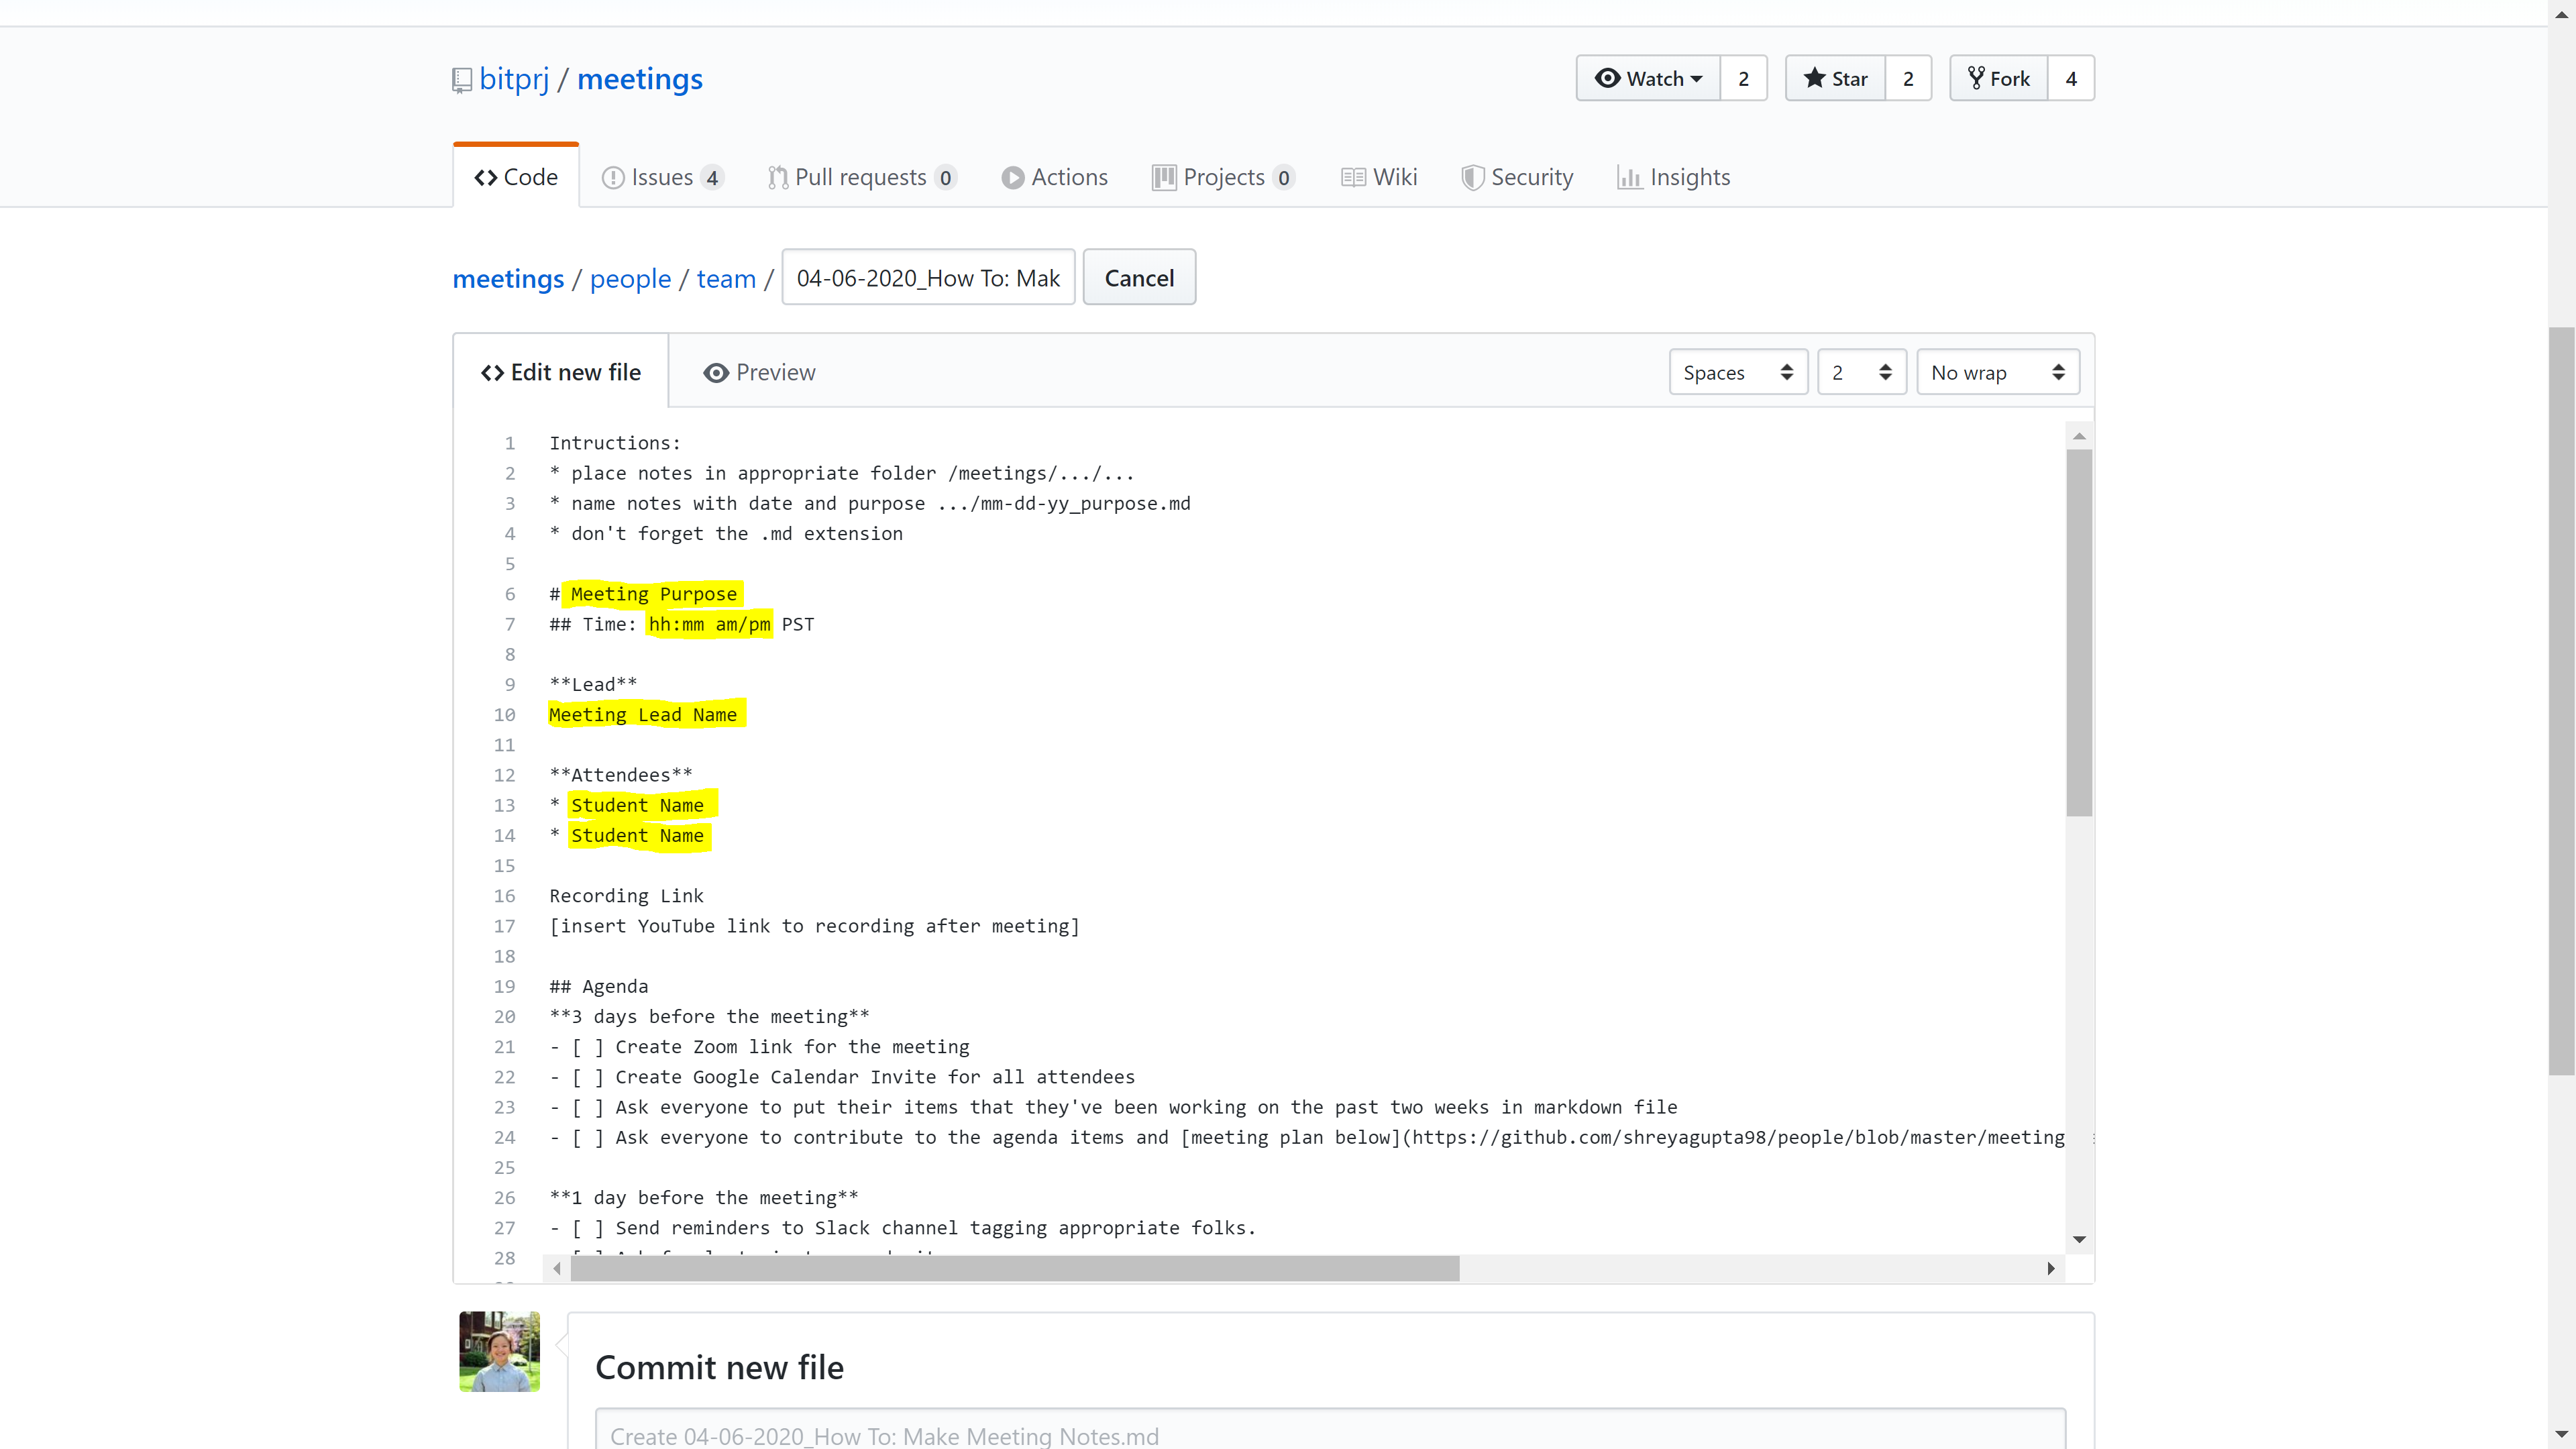 bitprj / meetings
Watch 2 Star 2 Fork 4
Code Issues 4 Pull requests 0 Actions Projects 0 Wiki Security Insights
meetings / people / team / 04-06-2020_How To: Mak Cancel
Edit new file Preview Spaces 2 No wrap
1 Intructions:
2 * place notes in appropriate folder /meetings/.../...
3 * name notes with date and purpose .../mm-dd-yy_purpose.md
4 * don't forget the .md extension
5
6 # Meeting Purpose
7 ## Time: hh:mm am/pm PST
8
9 **Lead**
10 Meeting Lead Name
11
12 **Attendees**
13 * Student Name
14 * Student Name
15
16 Recording Link
17 [insert YouTube link to recording after meeting]
18
19 ## Agenda
20 **3 days before the meeting**
21 - [ ] Create Zoom link for the meeting
22 - [ ] Create Google Calendar Invite for all attendees
23 - [ ] Ask everyone to put their items that they've been working on the past two weeks in markdown file
24 - [ ] Ask everyone to contribute to the agenda items and [meeting plan below](https://github.com/shreyagupta98/people/blob/master/meeting
25
26 **1 day before the meeting**
27 - [ ] Send reminders to Slack channel tagging appropriate folks.
28
Commit new file
Create 04-06-2020_How To: Make Meeting Notes.md